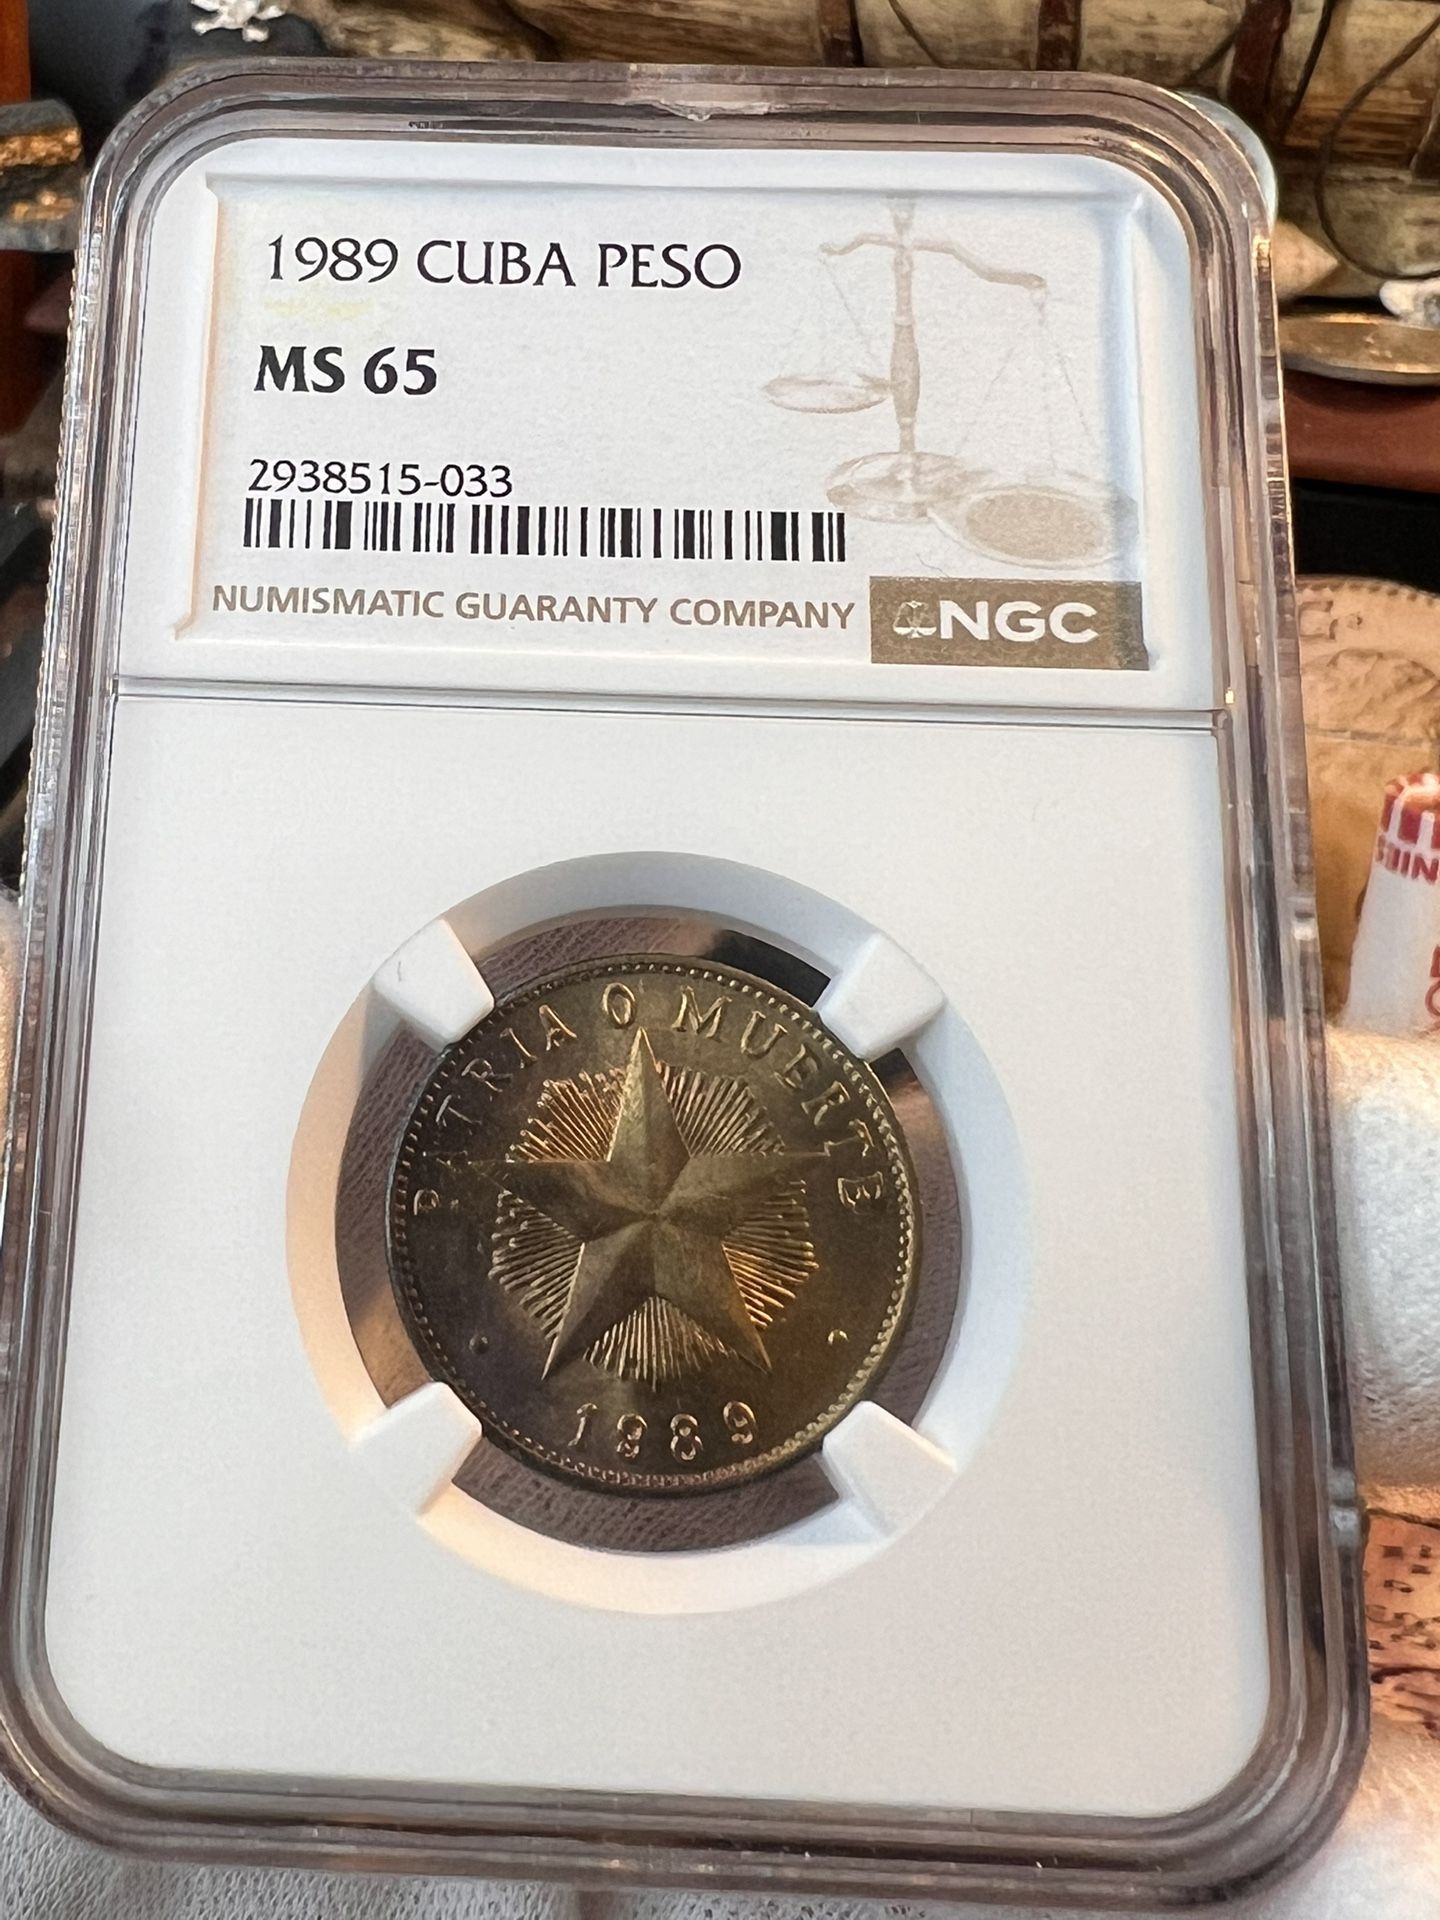 1989 CUBA PESO
MS 65
2938515-033
NUMISMATIC GUARANTY COMPANY
NGC
PATRIA O MUERTE
1989